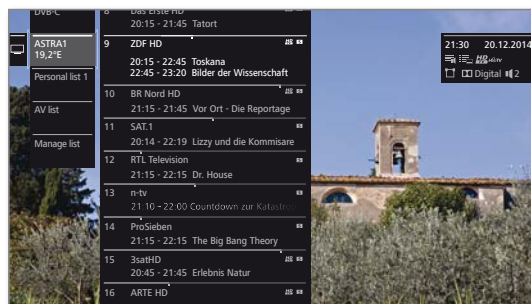 DVB-C
ASTRA1
19,2°E
Personal list 1
AV list
Manage list
8 Das Erste HD
20:15 - 21:45 Tatort
9 ZDF HD
20:15 - 22:45 Toskana
22:45 - 23:20 Bilder der Wissenschaft
10 BR Nord HD
21:15 - 21:45 Vor Ort - Die Reportage
11 SAT.1
20:14 - 22:19 Lizzy und die Kommisare
12 RTL Television
21:15 - 22:15 Dr. House
13 n-tv
21:10 - 22:00 Countdown zur Katastrop
14 ProSieben
21:15 - 22:15 The Big Bang Theory
15 3satHD
20:45 - 21:45 Erlebnis Natur
16 ARTE HD
21:30 20.12.2014
Digital 2